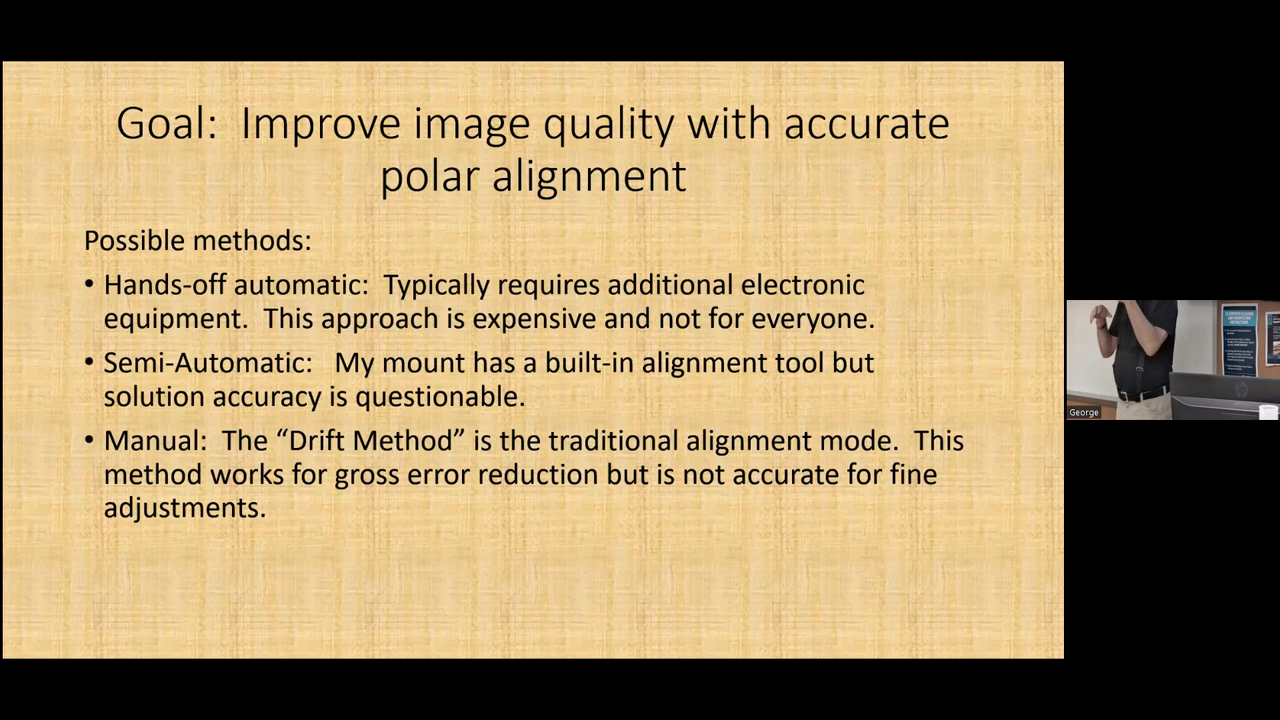 Goal:  Improve image quality with accurate
polar alignment
Possible methods:
• Hands-off automatic:  Typically requires additional electronic
equipment.  This approach is expensive and not for everyone.
• Semi-Automatic:   My mount has a built-in alignment tool but
solution accuracy is questionable.
• Manual:  The “Drift Method” is the traditional alignment mode.  This
method works for gross error reduction but is not accurate for fine
adjustments.
George